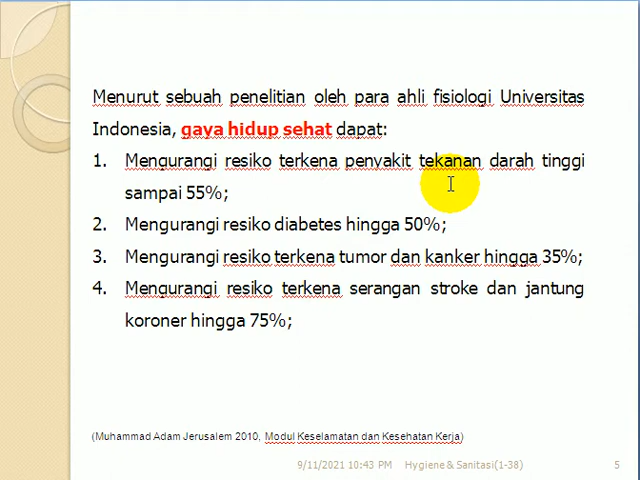 Menurut sebuah penelitian oleh para ahli fisiologi Universitas
Indonesia, gaya hidup sehat dapat:
1. Mengurangi resiko terkena penyakit tekanan darah tinggi
sampai 55%;
2. Mengurangi resiko diabetes hingga 50%;
3. Mengurangi resiko terkena tumor dan kanker hingga 35%;
4. Mengurangi resiko terkena serangan stroke dan jantung
koroner hingga 75%;
(Muhammad Adam Jerusalem 2010, Modul Keselamatan dan Kesehatan Kerja)
9/11/2021 10:43 PM Hygiene & Sanitasi(1-38) 5